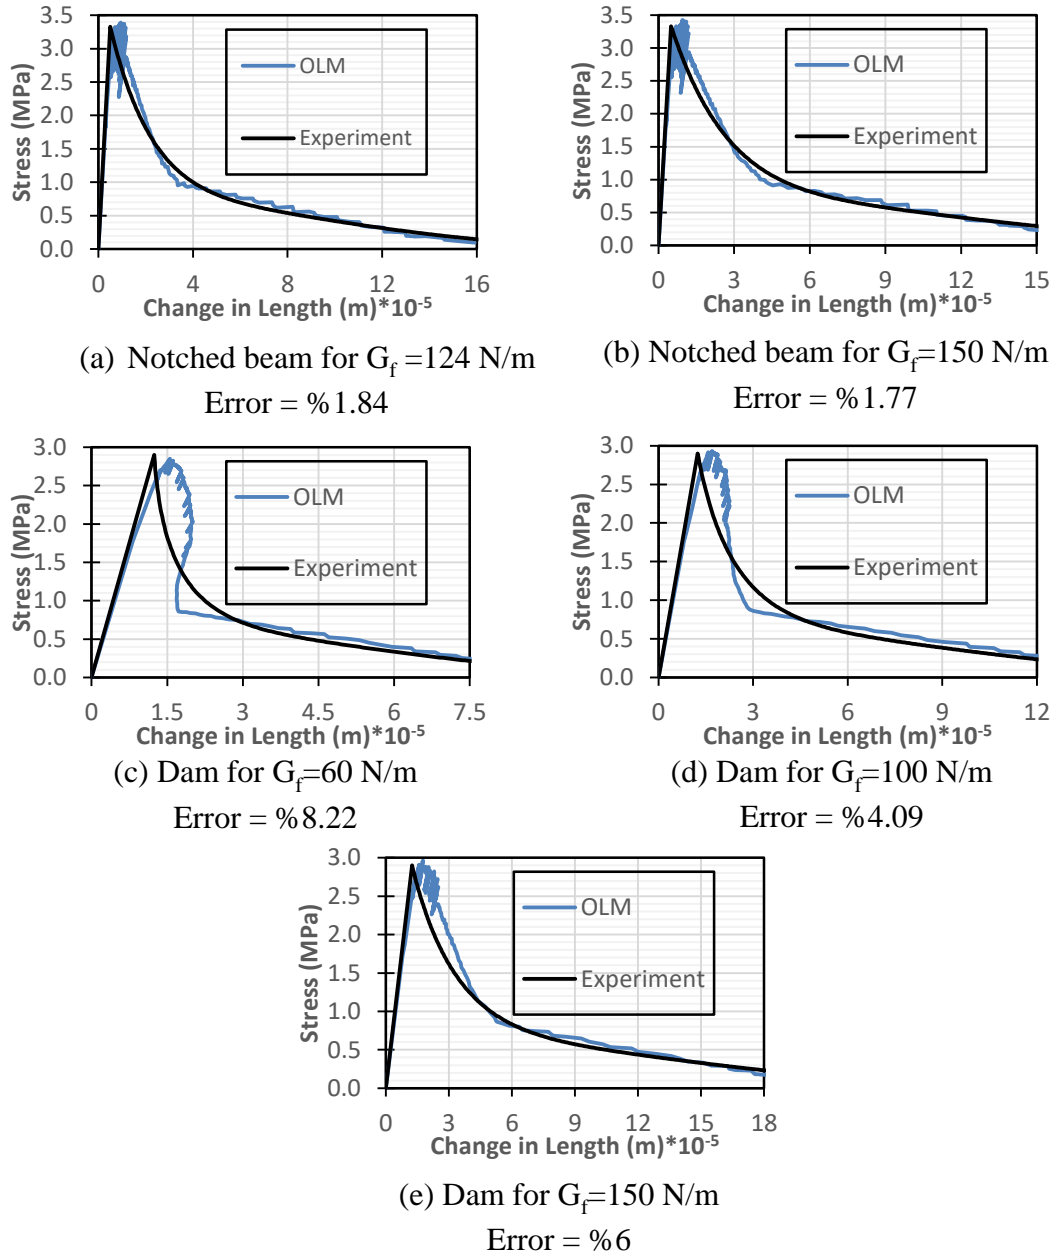 3.5
3.0
2.5
2.0
1.5
1.0
0.5
0.0
Stress (MPa)
OLM
Experiment
0 4 8 12 16
Change in Length (m)*10-5
(a) Notched beam for Gf =124 N/m
Error = %1.84
3.5
3.0
2.5
2.0
1.5
1.0
0.5
0.0
Stress (MPa)
OLM
Experiment
0 3 6 9 12 15
Change in Length (m)*10-5
(b) Notched beam for Gf=150 N/m
Error = %1.77
3.0
2.5
2.0
1.5
1.0
0.5
0.0
Stress (MPa)
OLM
Experiment
0 1.5 3 4.5 6 7.5
Change in Length (m)*10-5
(c) Dam for Gf=60 N/m
Error = %8.22
3.0
2.5
2.0
1.5
1.0
0.5
0.0
Stress (MPa)
OLM
Experiment
0 3 6 9 12
Change in Length (m)*10-5
(d) Dam for Gf=100 N/m
Error = %4.09
3.0
2.5
2.0
1.5
1.0
0.5
0.0
Stress (MPa)
OLM
Experiment
0 3 6 9 12 15 18
Change in Length (m)*10-5
(e) Dam for Gf=150 N/m
Error = %6